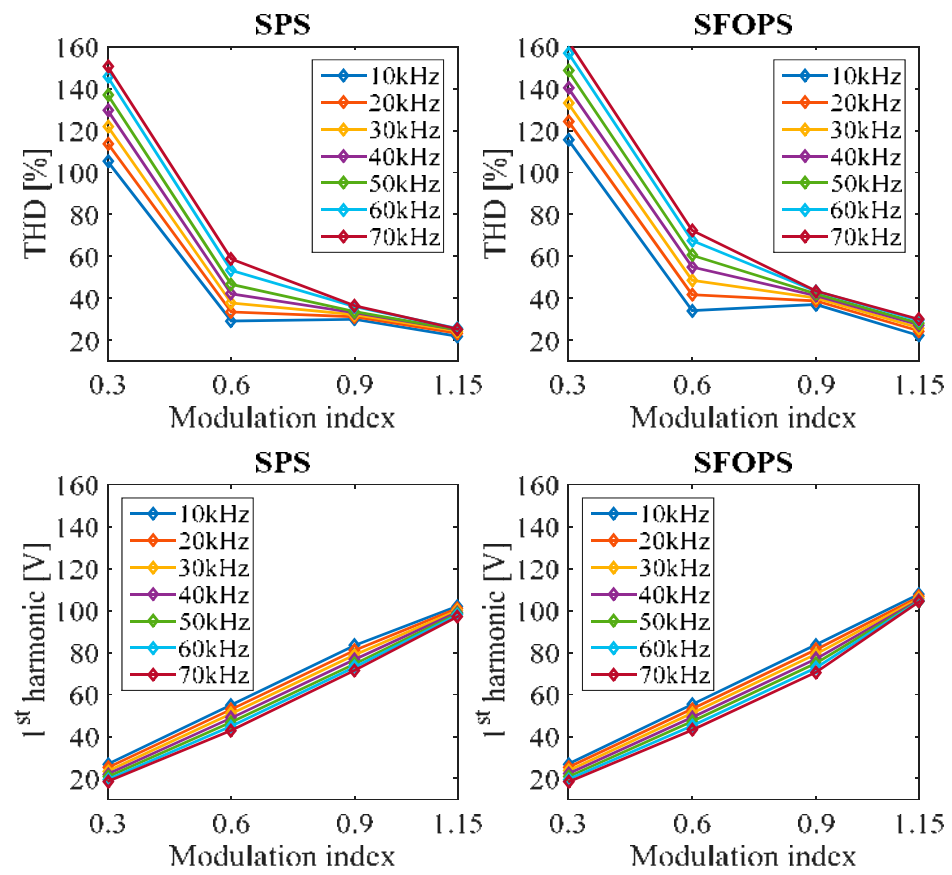 SPS
160
140
120
100
80
60
40
20
THD [%]
10kHz
20kHz
30kHz
40kHz
50kHz
60kHz
70kHz
0.3 0.6 0.9 1.15
Modulation index
SFOPS
160
140
120
100
80
60
40
20
THD [%]
10kHz
20kHz
30kHz
40kHz
50kHz
60kHz
70kHz
0.3 0.6 0.9 1.15
Modulation index
SPS
160
140
120
100
80
60
40
20
1st harmonic [V]
10kHz
20kHz
30kHz
40kHz
50kHz
60kHz
70kHz
0.3 0.6 0.9 1.15
Modulation index
SFOPS
160
140
120
100
80
60
40
20
1st harmonic [V]
10kHz
20kHz
30kHz
40kHz
50kHz
60kHz
70kHz
0.3 0.6 0.9 1.15
Modulation index